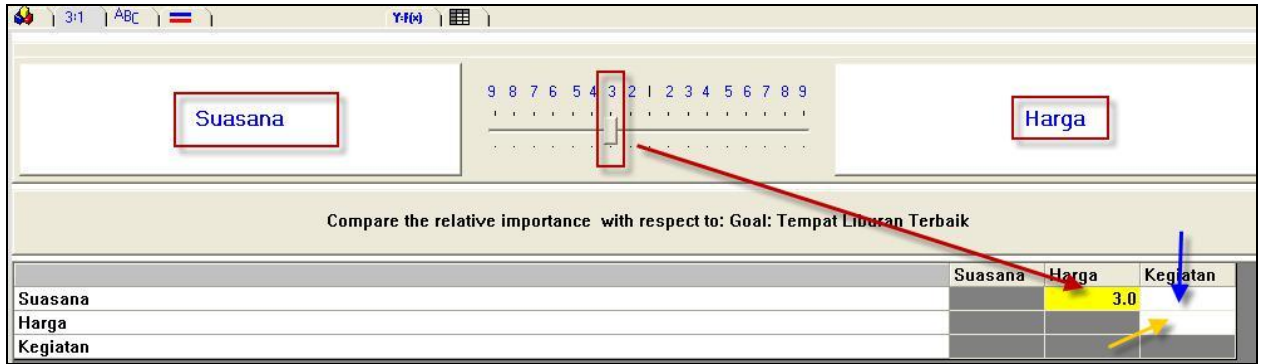 3:1 ABC Y=F(x)
9 8 7 6 5 4 3 2 1 2 3 4 5 6 7 8 9
Suasana Harga
Compare the relative importance with respect to: Goal: Tempat Liburan Terbaik
Suasana Harga Kegiatan
Suasana 3.0
Harga
Kegiatan